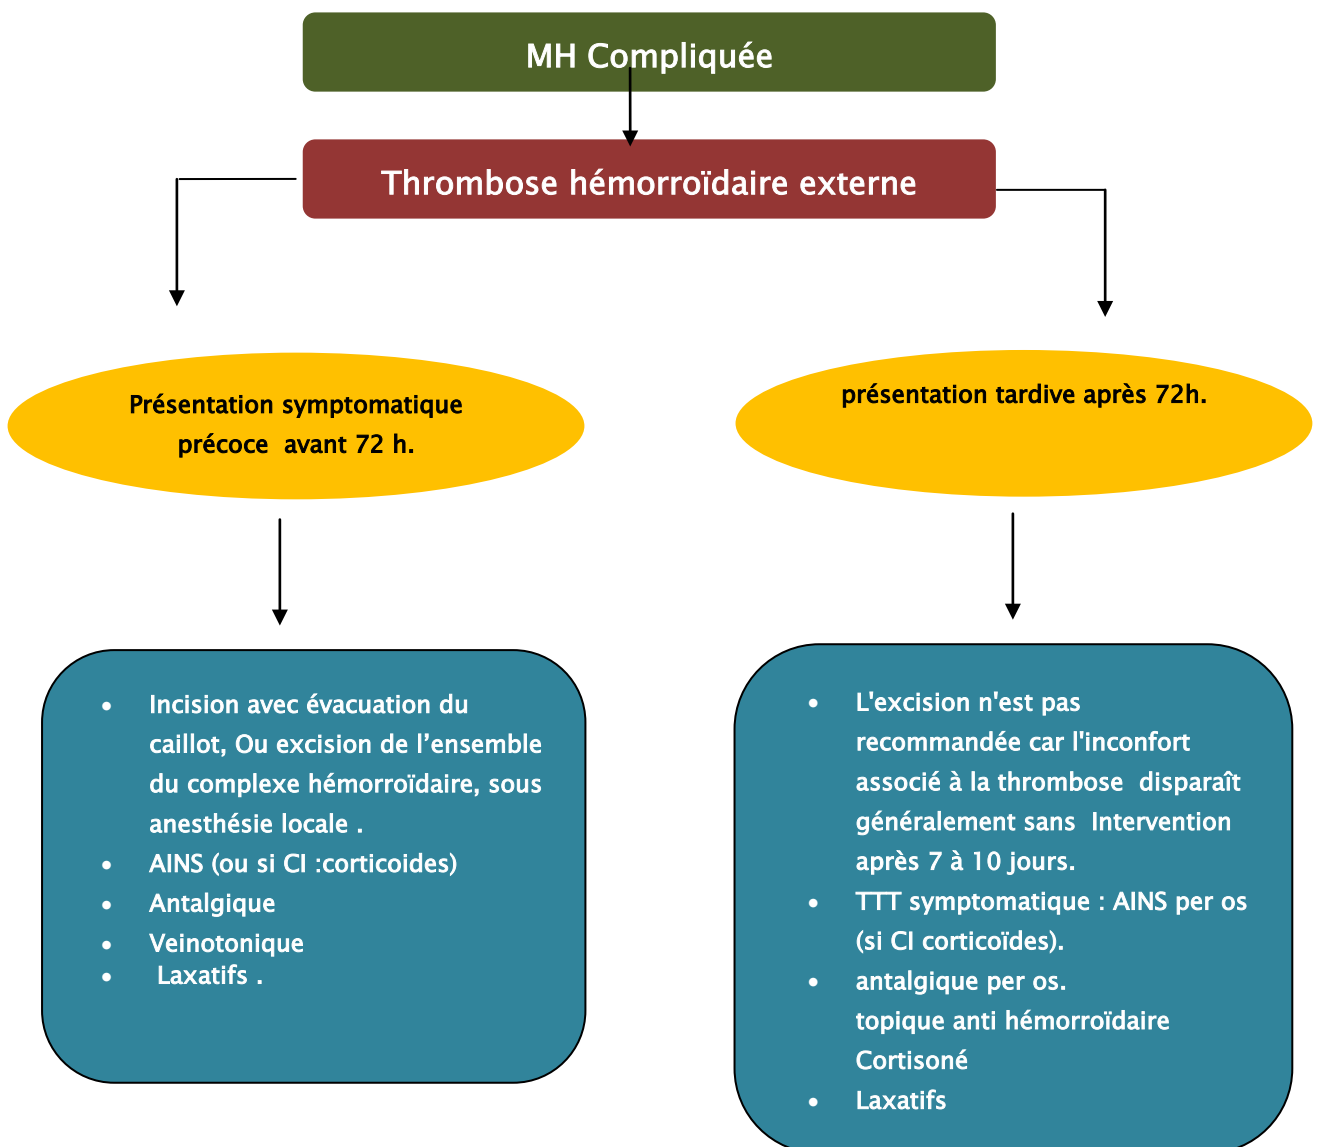 MH Compliquée
Thrombose hémorroïdaire externe
Présentation symptomatique
précoce  avant 72 h.
présentation tardive après 72h.
• Incision avec évacuation du
caillot, Ou excision de l’ensemble
du complexe hémorroïdaire, sous
anesthésie locale .
• AINS (ou si CI :corticoides)
• Antalgique
• Veinotonique
• Laxatifs .
• L'excision n'est pas
recommandée car l'inconfort
associé à la thrombose  disparaît
généralement sans  Intervention
après 7 à 10 jours.
• TTT symptomatique : AINS per os
(si CI corticoïdes).
• antalgique per os.
topique anti hémorroïdaire
Cortisoné
• Laxatifs